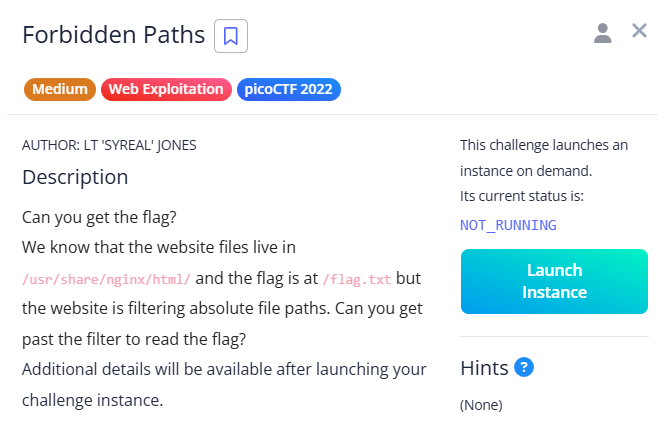 Forbidden Paths
Medium
Web Exploitation
picoCTF 2022
AUTHOR: LT 'SYREAL' JONES
Description
Can you get the flag?
We know that the website files live in
/usr/share/nginx/html/ and the flag is at /flag.txt but
the website is filtering absolute file paths. Can you get
past the filter to read the flag?
Additional details will be available after launching your
challenge instance.
This challenge launches an
instance on demand.
Its current status is:
NOT_RUNNING
Launch
Instance
Hints ?
(None)